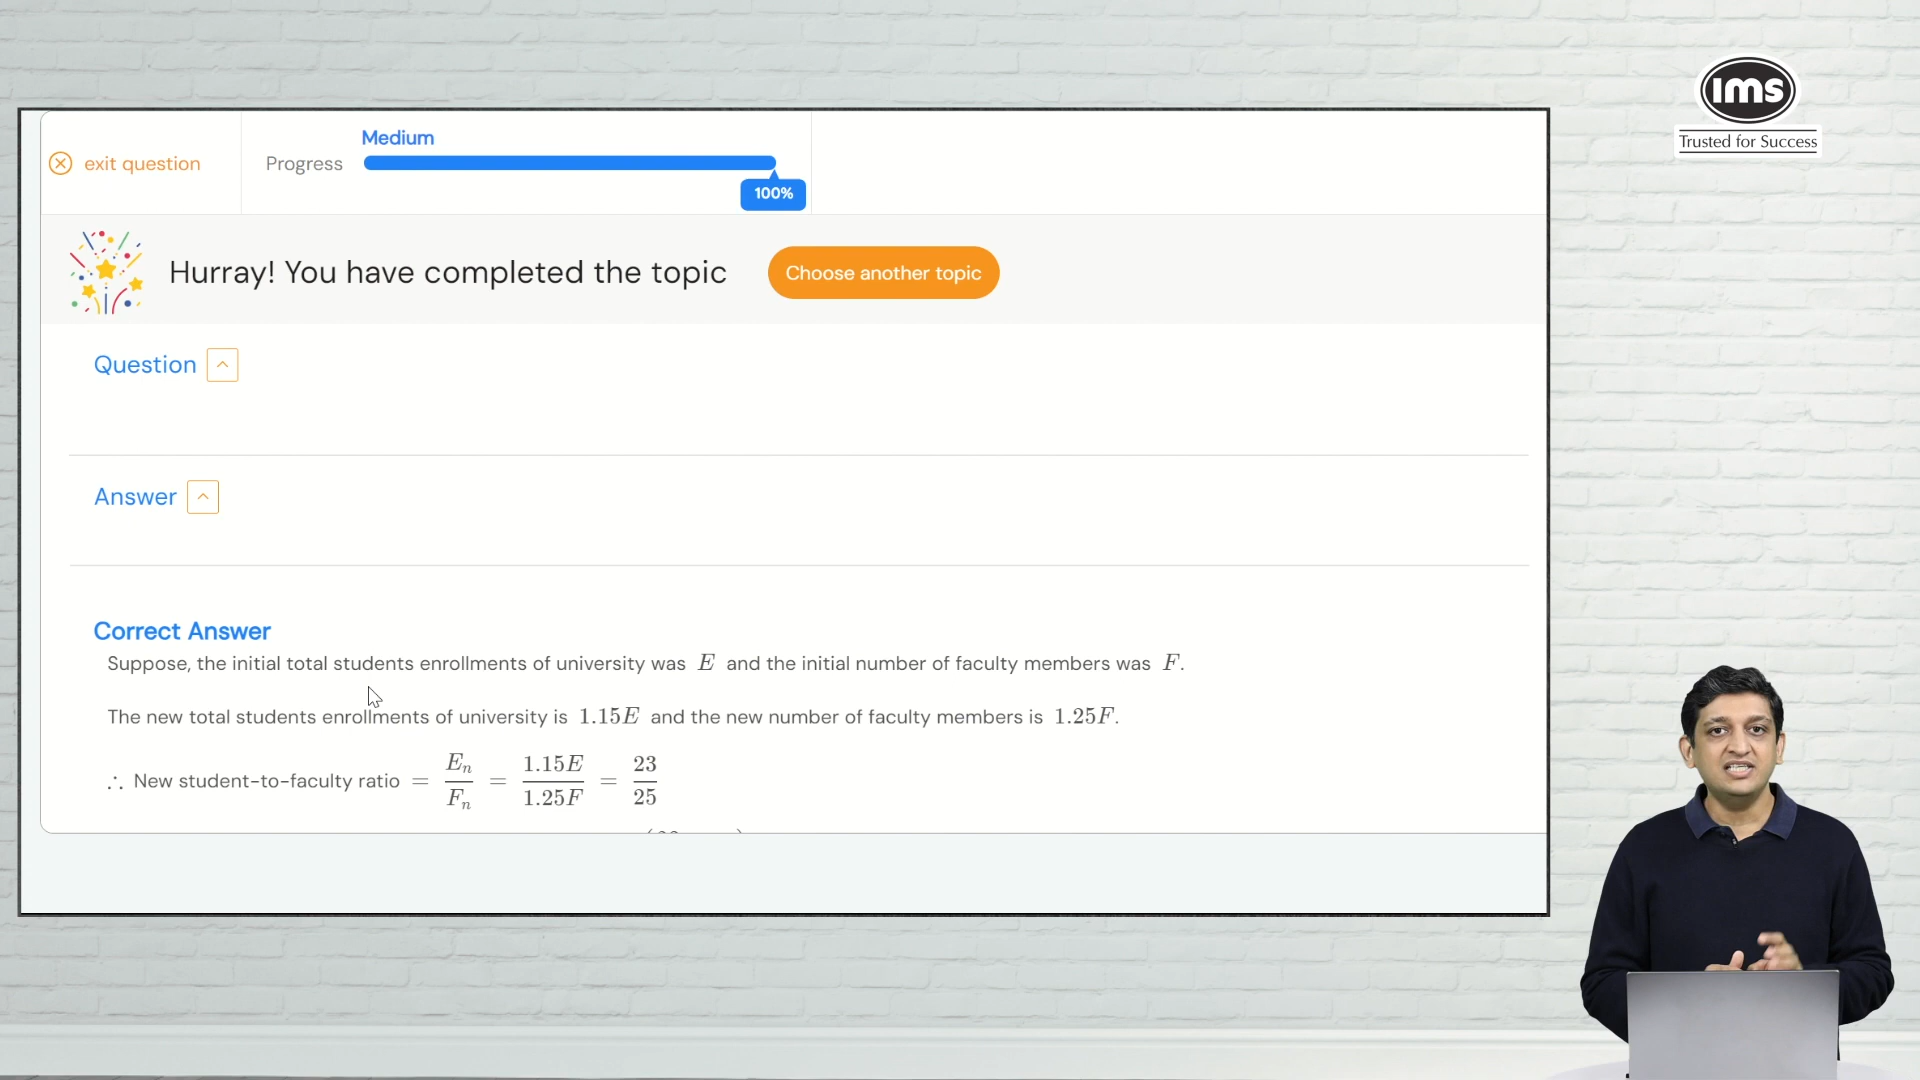 ims
Trusted for Success
Medium
exit question
Progress
100%
Hurray! You have completed the topic
Choose another topic
Question
Answer
Correct Answer
Suppose, the initial total students enrollments of university was E and the initial number of faculty members was F.
The new total students enrollments of university is 1.15E and the new number of faculty members is 1.25F.
∴ New student-to-faculty ratio = Eₙ/Fₙ = 1.15E/1.25F = 23/25